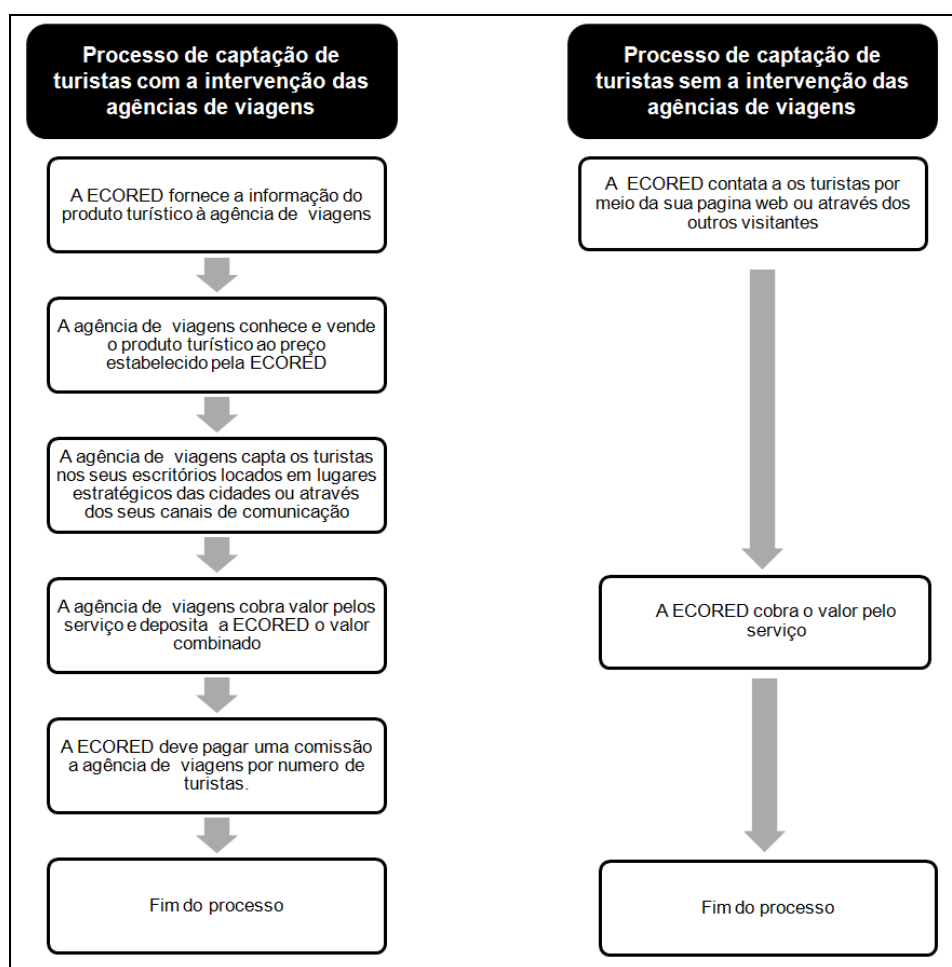 Processo de captação de
turistas com a intervenção das
agências de viagens
A ECORED fornece a informação do
produto turístico à agência de viagens
A agência de viagens conhece e vende
o produto turístico ao preço
estabelecido pela ECORED
A agência de viagens capta os turistas
nos seus escritórios locados em lugares
estratégicos das cidades ou através
dos seus canais de comunicação
A agência de viagens cobra valor pelos
serviço e deposita a ECORED o valor
combinado
A ECORED deve pagar uma comissão
a agência de viagens por numero de
turistas.
Fim do processo
Processo de captação de
turistas sem a intervenção das
agências de viagens
A ECORED contata a os turistas por
meio da sua pagina web ou através dos
outros visitantes
A ECORED cobra o valor pelo
serviço
Fim do processo